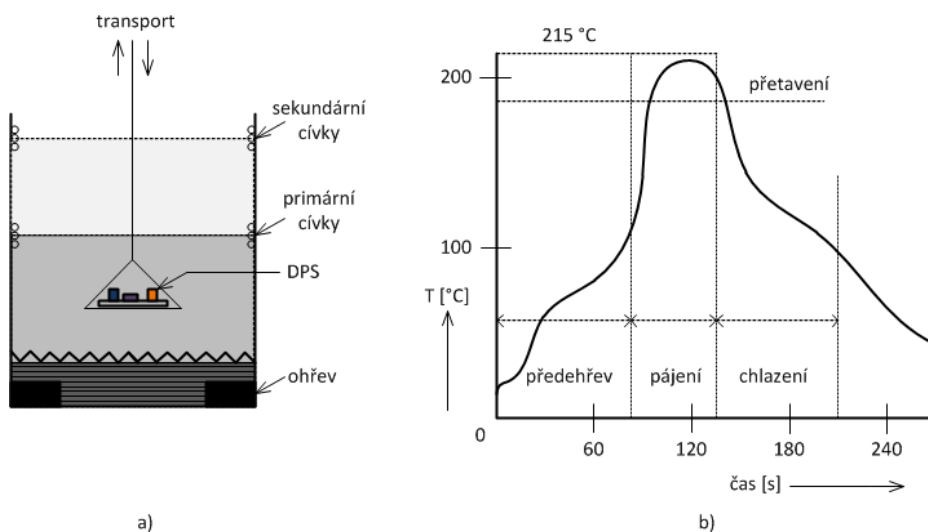 transport
sekundární
cívky
primární
cívky
DPS
ohřev
a)
215 °C
200
přetavení
100
T [°C]
předehřev
pájení
chlazení
0
60
120
180
240
čas [s]
b)